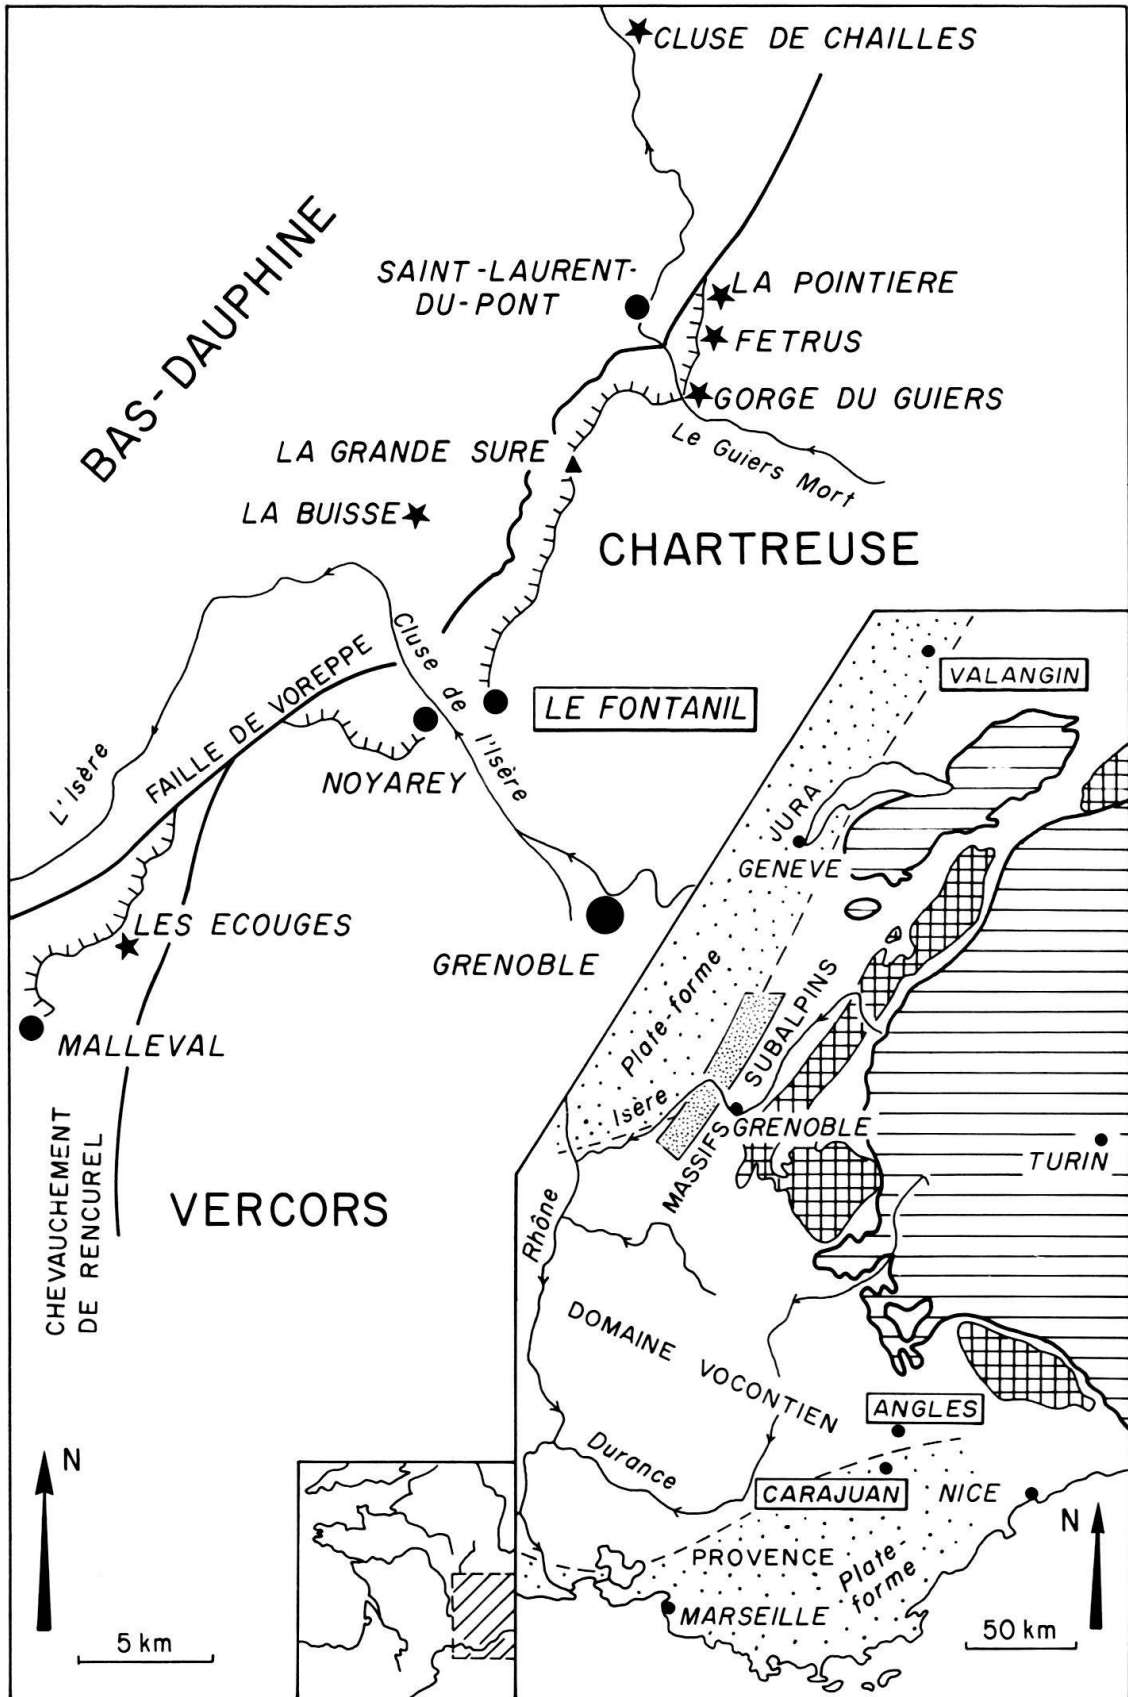 CLUSE DE CHAILLES
BAS-DAUPHINE
SAINT-LAURENT-
DU-PONT
LA POINTIERE
FETRUS
GORGE DU GUIERS
Le Guiers Mort
LA GRANDE SURE
LA BUISSE
CHARTREUSE
Cluse de l'Isère
FAILLE DE VOREPPE
L'Isère
LE FONTANIL
NOYAREY
LES ECOUGES
GRENOBLE
MALLEVAL
CHEVAUCHEMENT
DE RENCUREL
VERCORS
N
5 km
VALANGIN
JURA
GENEVE
Plate-forme
MASSIFS SUBALPINS
Isère
GRENOBLE
TURIN
Rhône
DOMAINE VOCONTIEN
ANGLES
Durance
CARAJUAN
NICE
PROVENCE
Plate-
forme
MARSEILLE
N
50 km